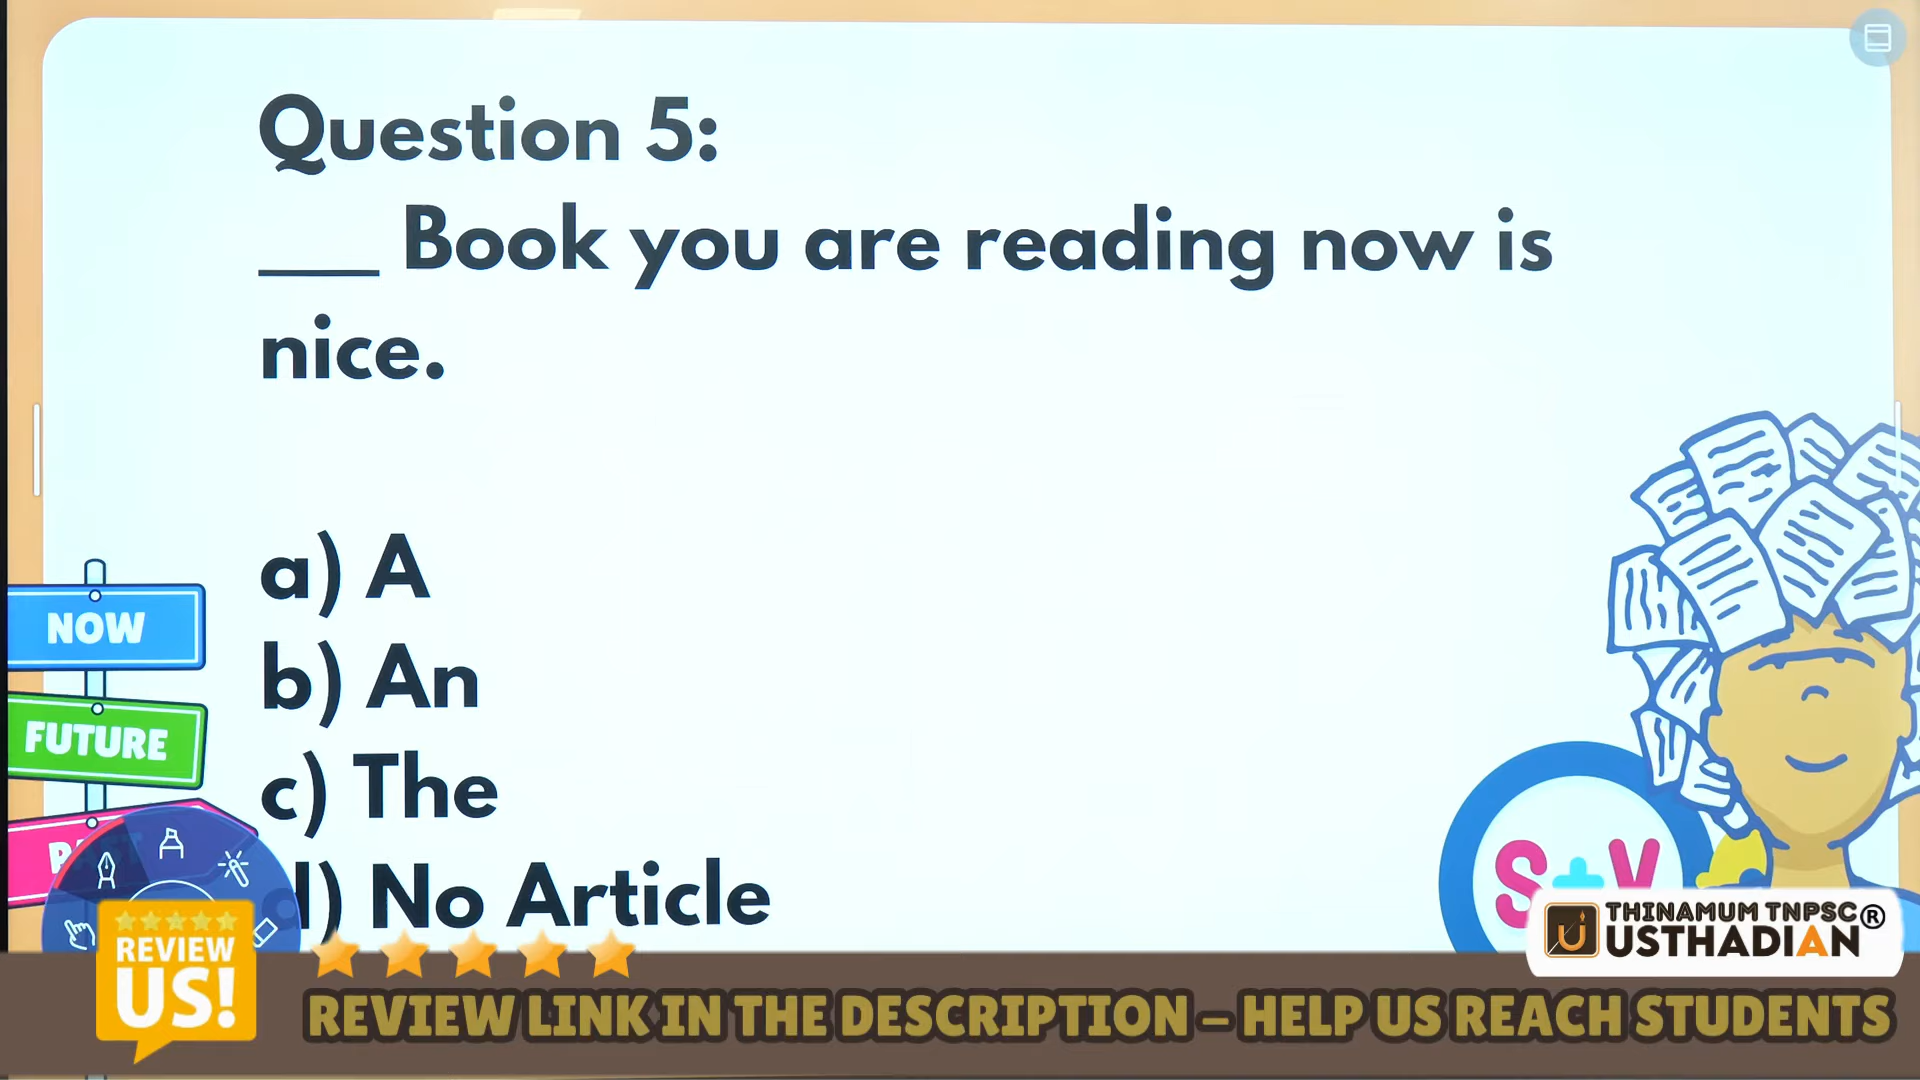 Question 5:
___ Book you are reading now is
nice.
a) A
b) An
c) The
d) No Article
NOW
FUTURE
S+V
THINAMUM TNPSC®
USTHADIAN
REVIEW
US!
REVIEW LINK IN THE DESCRIPTION – HELP US REACH STUDENTS